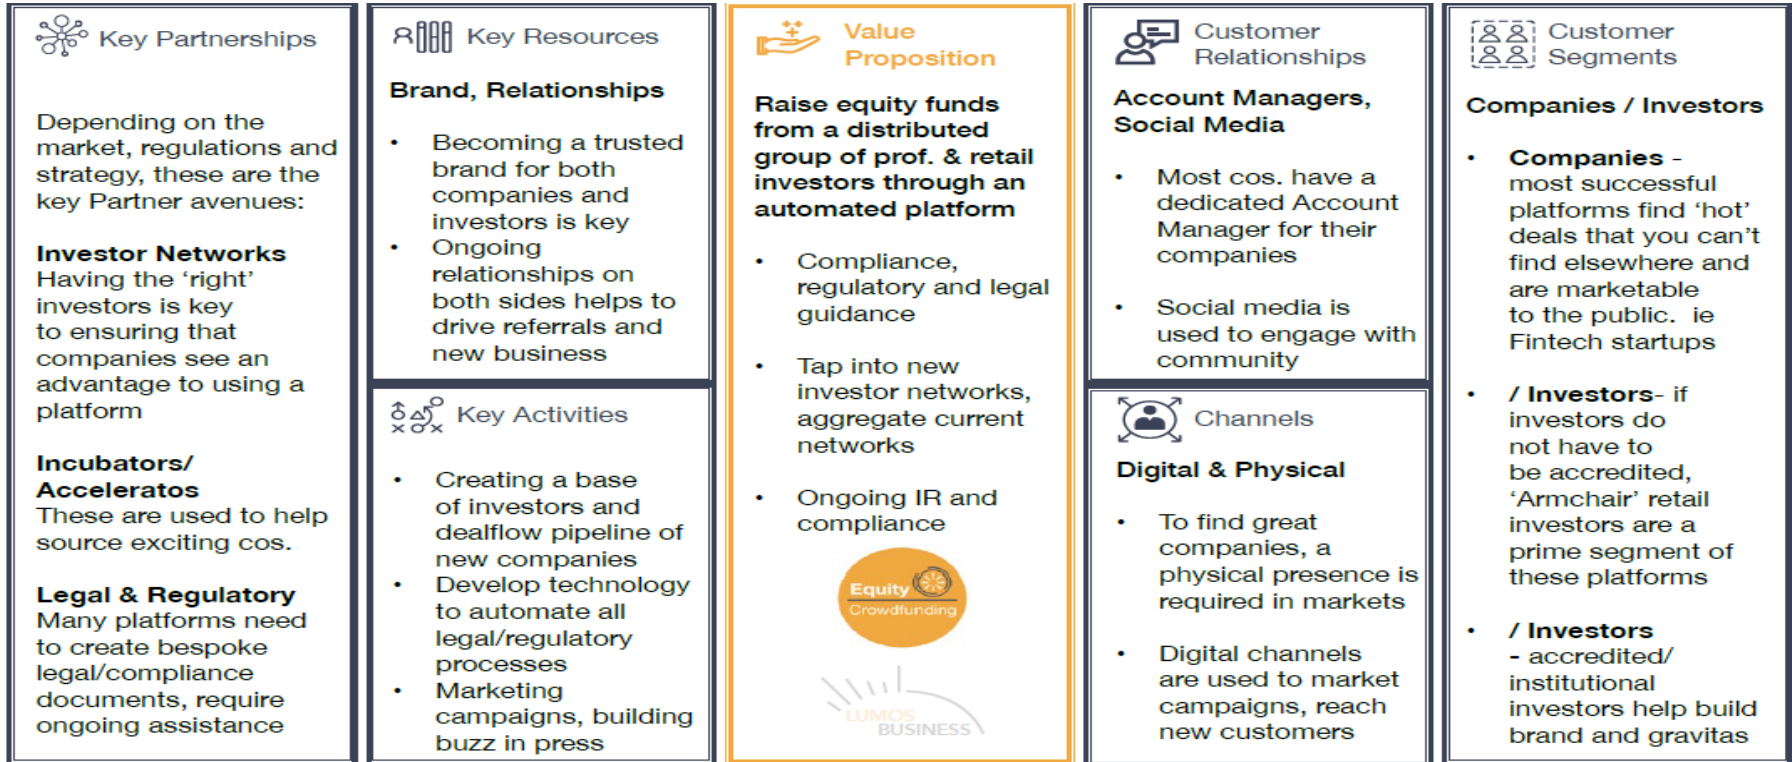 Key Partnerships
Depending on the
market, regulations and
strategy, these are the
key Partner avenues:
Investor Networks
Having the ‘right’
investors is key
to ensuring that
companies see an
advantage to using a
platform
Incubators/
Acceleratos
These are used to help
source exciting cos.
Legal & Regulatory
Many platforms need
to create bespoke
legal/compliance
documents, require
ongoing assistance
Key Resources
Brand, Relationships
• Becoming a trusted
brand for both
companies and
investors is key
• Ongoing
relationships on
both sides helps to
drive referrals and
new business
Key Activities
• Creating a base
of investors and
dealflow pipeline of
new companies
• Develop technology
to automate all
legal/regulatory
processes
• Marketing
campaigns, building
buzz in press
Value
Proposition
Raise equity funds
from a distributed
group of prof. & retail
investors through an
automated platform
• Compliance,
regulatory and legal
guidance
• Tap into new
investor networks,
aggregate current
networks
• Ongoing IR and
compliance
Equity
Crowdfunding
LUMOS
BUSINESS
Customer
Relationships
Account Managers,
Social Media
• Most cos. have a
dedicated Account
Manager for their
companies
• Social media is
used to engage with
community
Channels
Digital & Physical
• To find great
companies, a
physical presence is
required in markets
• Digital channels
are used to market
campaigns, reach
new customers
Customer
Segments
Companies / Investors
• Companies -
most successful
platforms find ‘hot’
deals that you can’t
find elsewhere and
are marketable
to the public. ie
Fintech startups
• / Investors- if
investors do
not have to
be accredited,
‘Armchair’ retail
investors are a
prime segment of
these platforms
• / Investors
- accredited/
institutional
investors help build
brand and gravitas